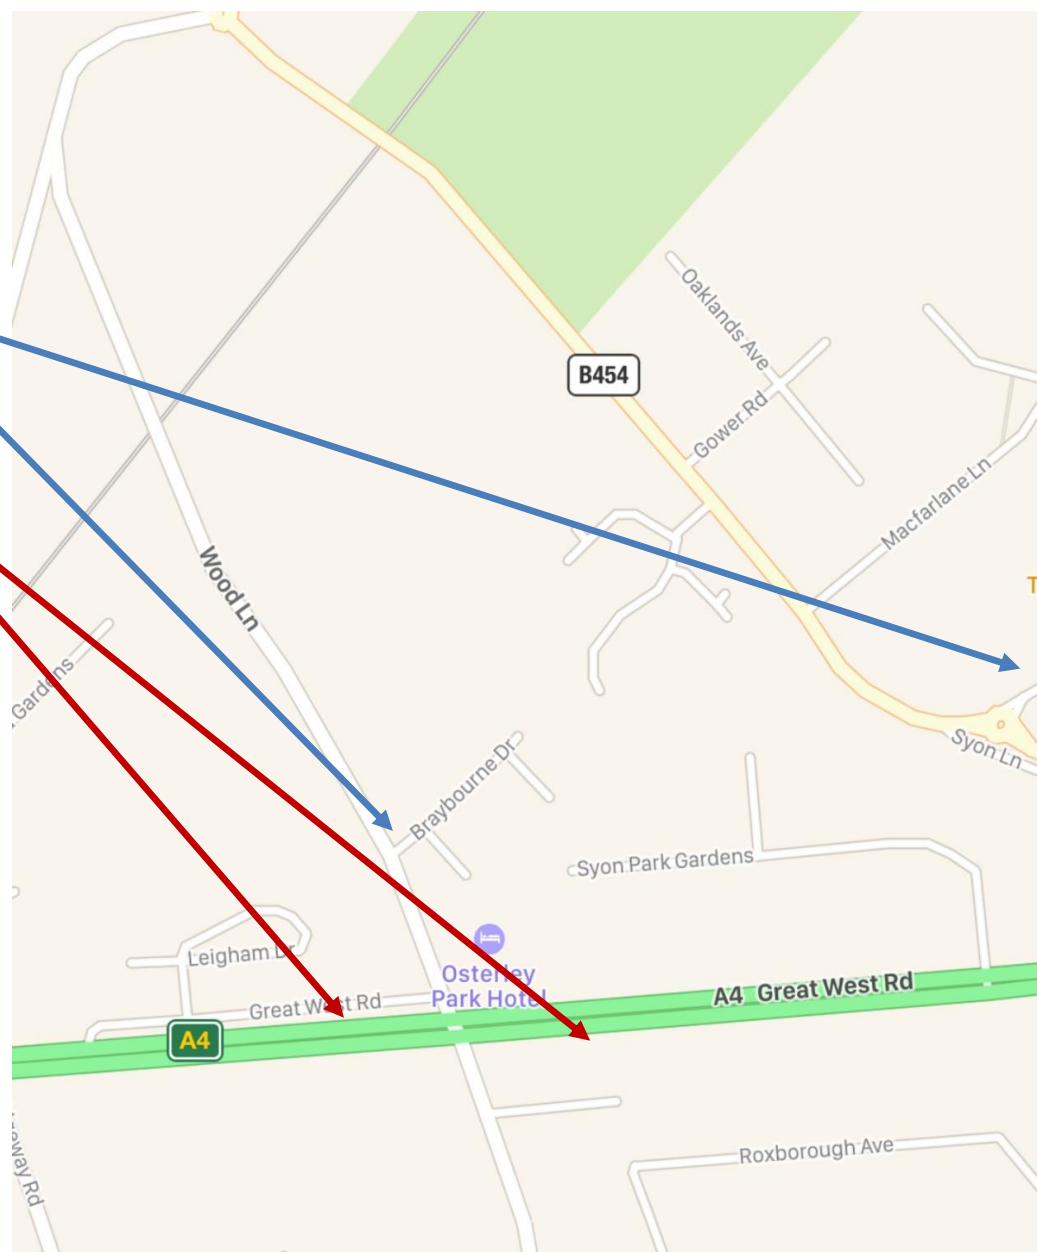 Oaklands Ave
B454
Gower Rd
Macfarlane Ln
Wood Ln
T
Gardens
Syon Ln
Braybourne Dr
Syon Park Gardens
Leigham Dr
Osterley
Park Hotel
Great West Rd
A4 Great West Rd
A4
Roxborough Ave